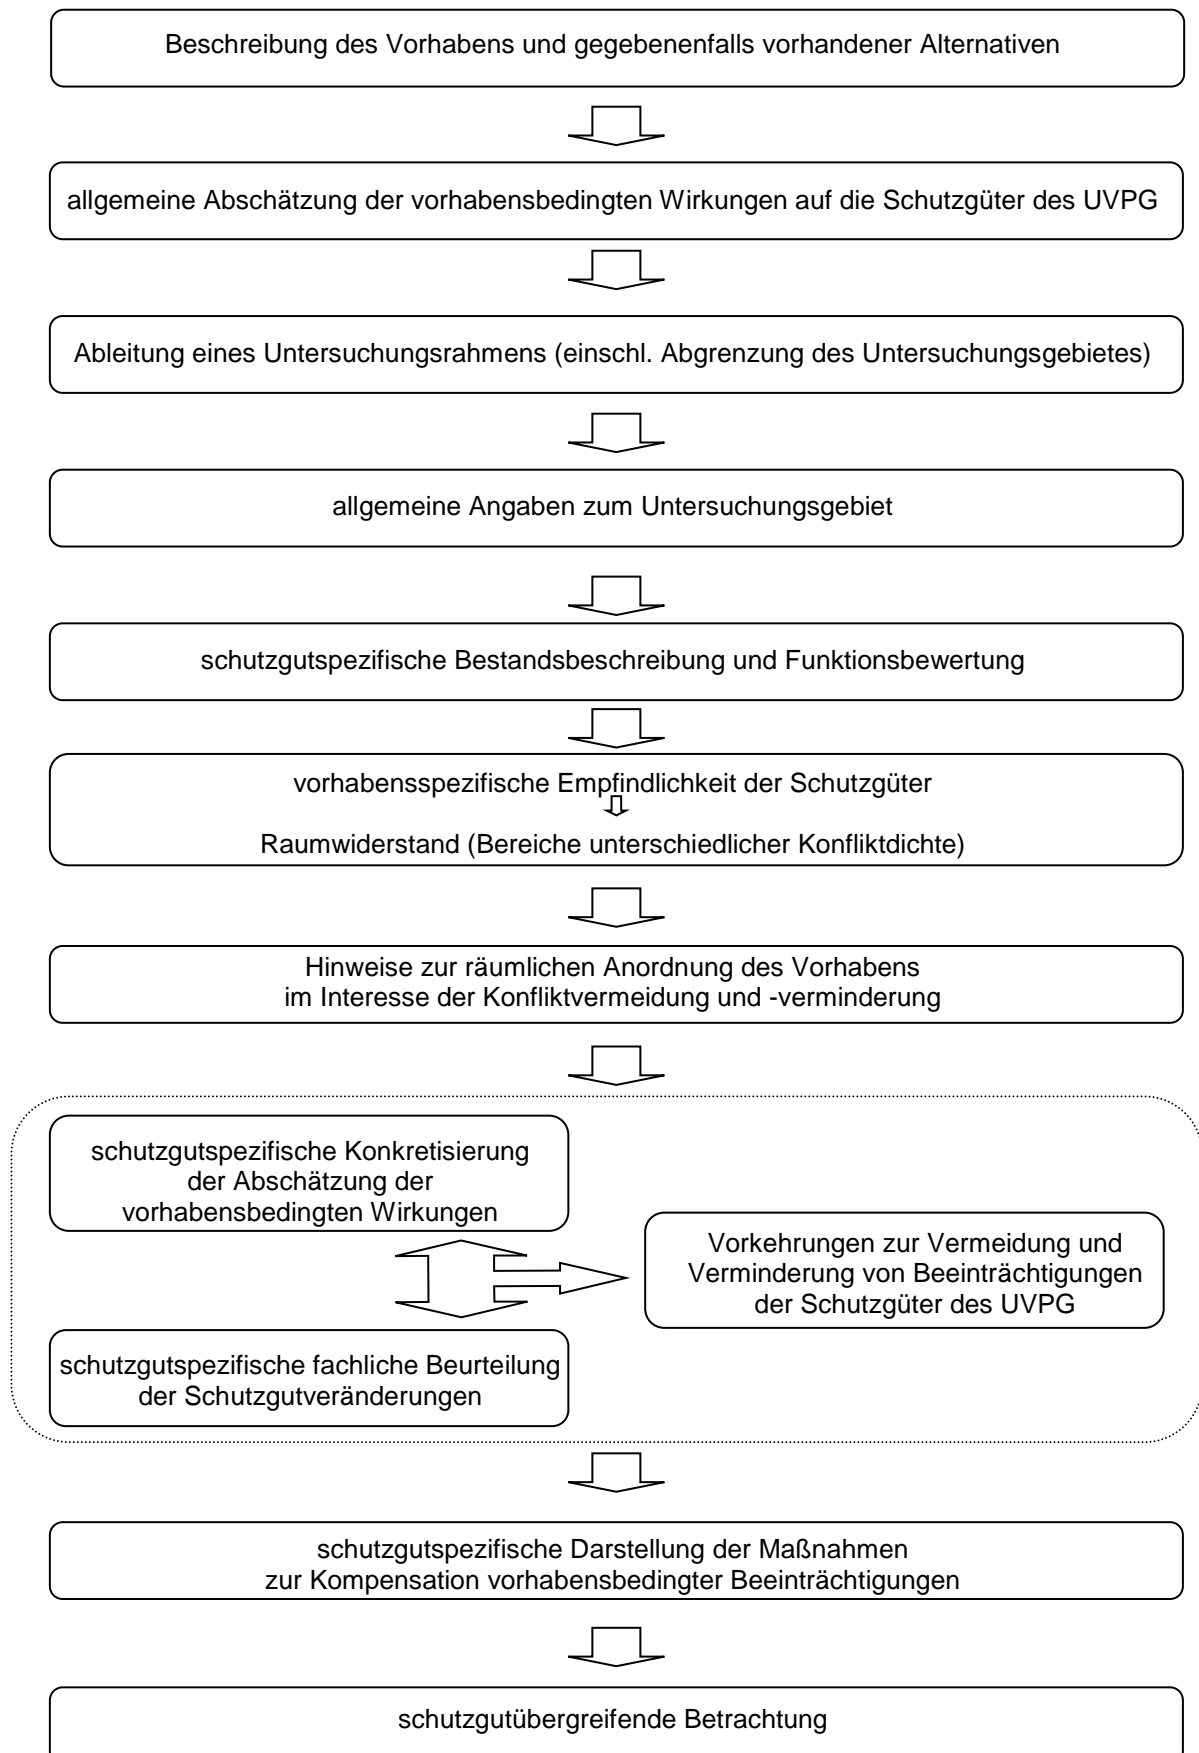 Beschreibung des Vorhabens und gegebenenfalls vorhandener Alternativen
allgemeine Abschätzung der vorhabensbedingten Wirkungen auf die Schutzgüter des UVPG
Ableitung eines Untersuchungsrahmens (einschl. Abgrenzung des Untersuchungsgebietes)
allgemeine Angaben zum Untersuchungsgebiet
schutzgutspezifische Bestandsbeschreibung und Funktionsbewertung
vorhabensspezifische Empfindlichkeit der Schutzgüter
Raumwiderstand (Bereiche unterschiedlicher Konfliktdichte)
Hinweise zur räumlichen Anordnung des Vorhabens
im Interesse der Konfliktvermeidung und -verminderung
schutzgutspezifische Konkretisierung
der Abschätzung der
vorhabensbedingten Wirkungen
Vorkehrungen zur Vermeidung und
Verminderung von Beeinträchtigungen
der Schutzgüter des UVPG
schutzgutspezifische fachliche Beurteilung
der Schutzgutveränderungen
schutzgutspezifische Darstellung der Maßnahmen
zur Kompensation vorhabensbedingter Beeinträchtigungen
schutzgutübergreifende Betrachtung